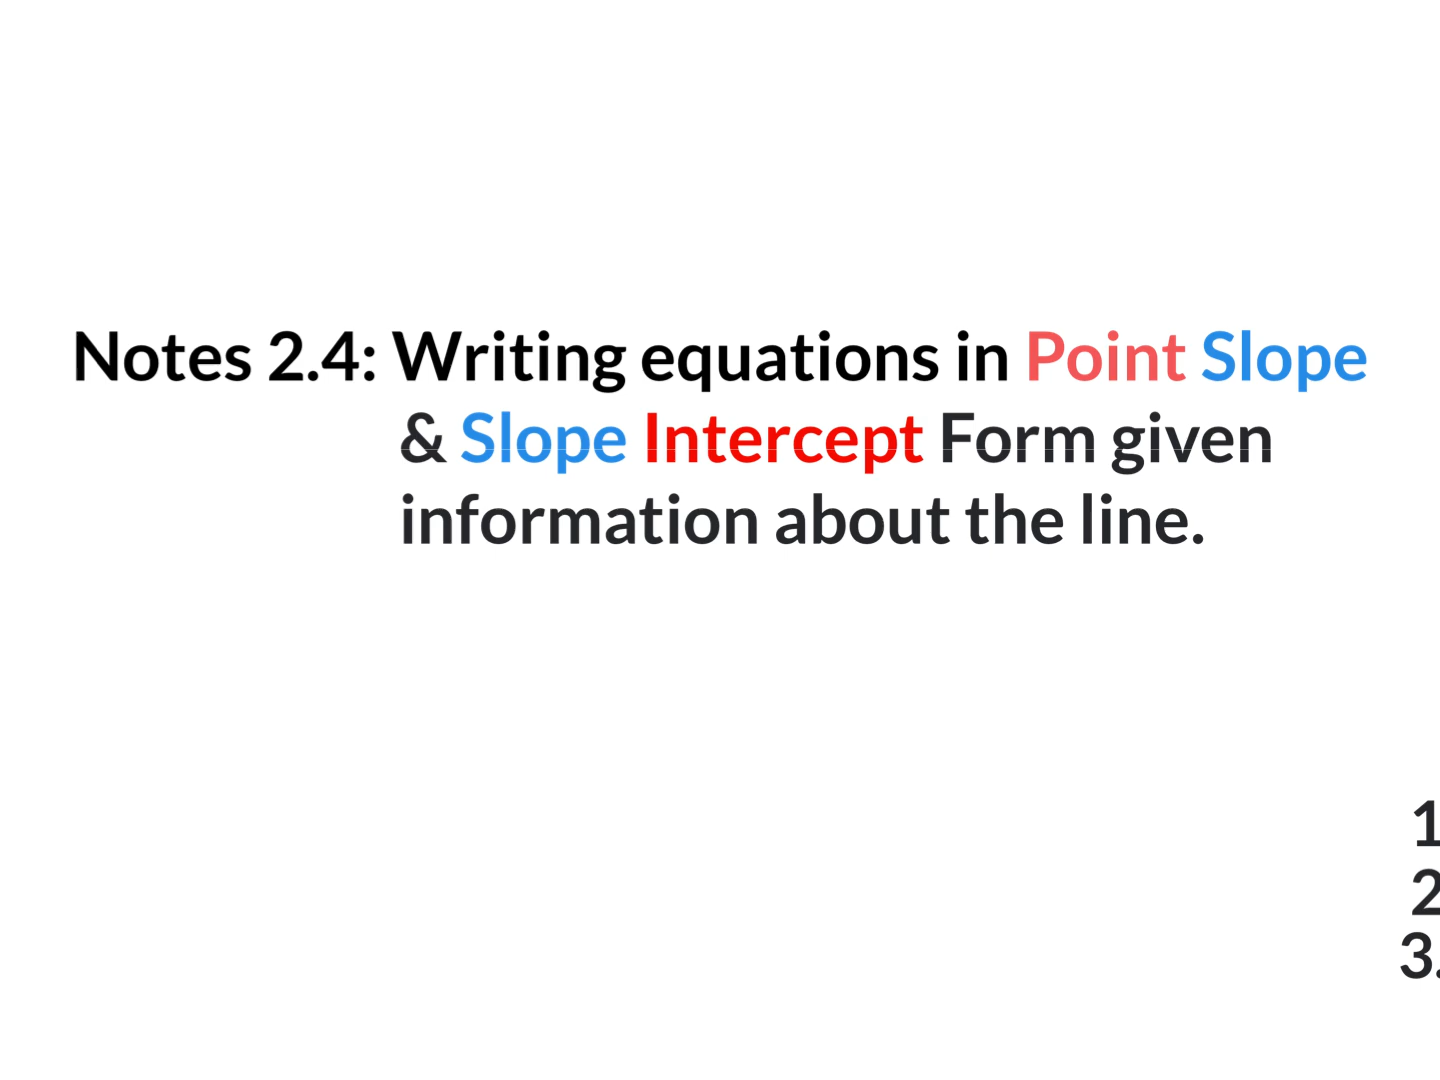 Notes 2.4: Writing equations in Point Slope
& Slope Intercept Form given
information about the line.
1
2
3.